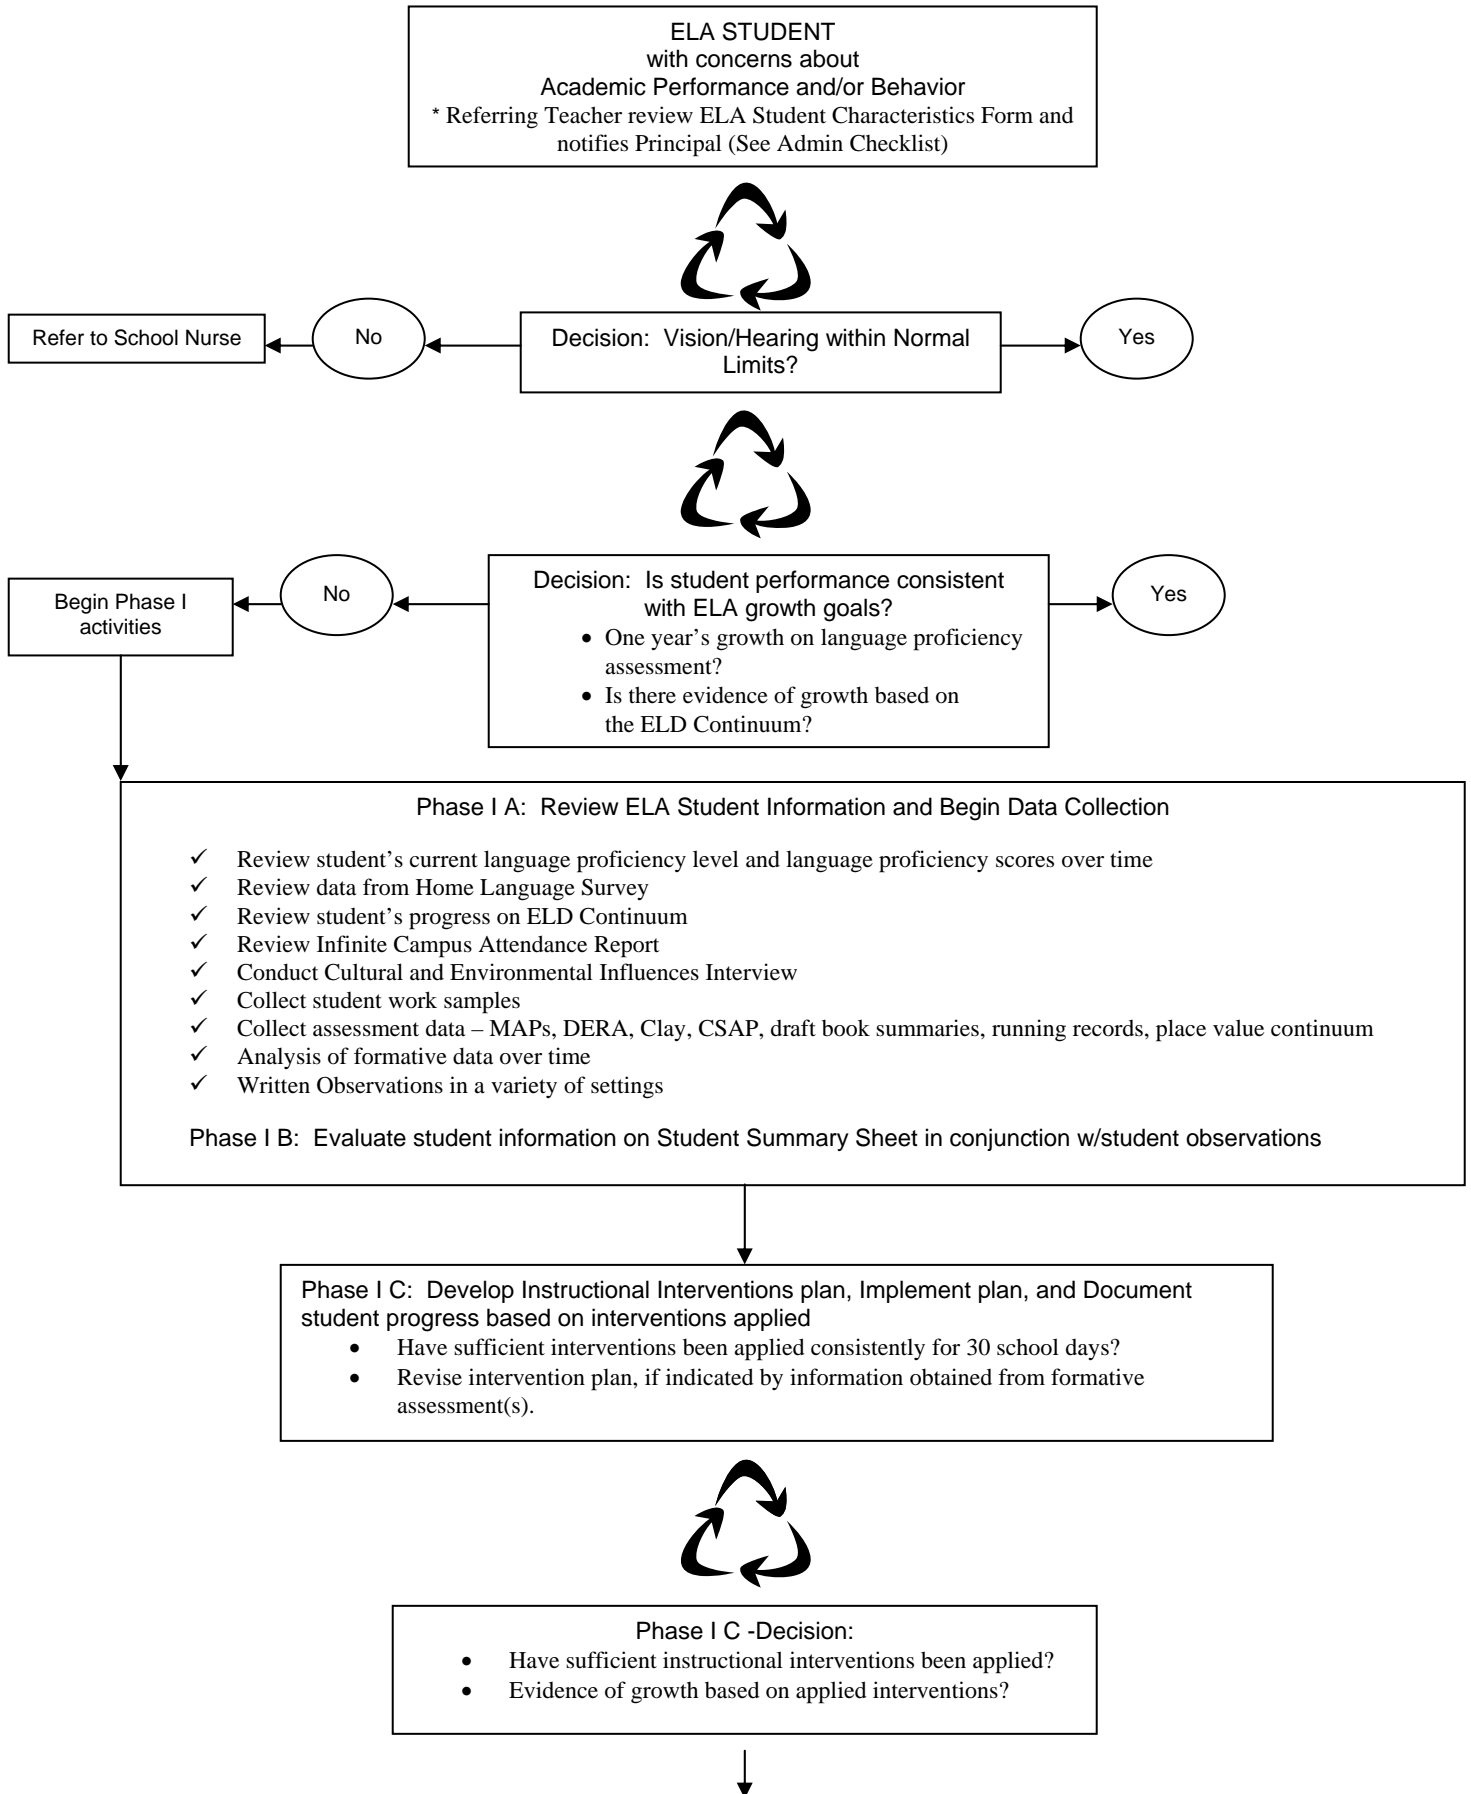 ELA STUDENT
with concerns about
Academic Performance and/or Behavior
* Referring Teacher review ELA Student Characteristics Form and
notifies Principal (See Admin Checklist)
Refer to School Nurse
No
Decision: Vision/Hearing within Normal
Limits?
Yes
Begin Phase I
activities
No
Decision: Is student performance consistent
with ELA growth goals?
• One year's growth on language proficiency
assessment?
• Is there evidence of growth based on
the ELD Continuum?
Yes
Phase I A: Review ELA Student Information and Begin Data Collection
✓ Review student's current language proficiency level and language proficiency scores over time
✓ Review data from Home Language Survey
✓ Review student's progress on ELD Continuum
✓ Review Infinite Campus Attendance Report
✓ Conduct Cultural and Environmental Influences Interview
✓ Collect student work samples
✓ Collect assessment data – MAPs, DERA, Clay, CSAP, draft book summaries, running records, place value continuum
✓ Analysis of formative data over time
✓ Written Observations in a variety of settings
Phase I B: Evaluate student information on Student Summary Sheet in conjunction w/student observations
Phase I C: Develop Instructional Interventions plan, Implement plan, and Document
student progress based on interventions applied
• Have sufficient interventions been applied consistently for 30 school days?
• Revise intervention plan, if indicated by information obtained from formative
assessment(s).
Phase I C -Decision:
• Have sufficient instructional interventions been applied?
• Evidence of growth based on applied interventions?